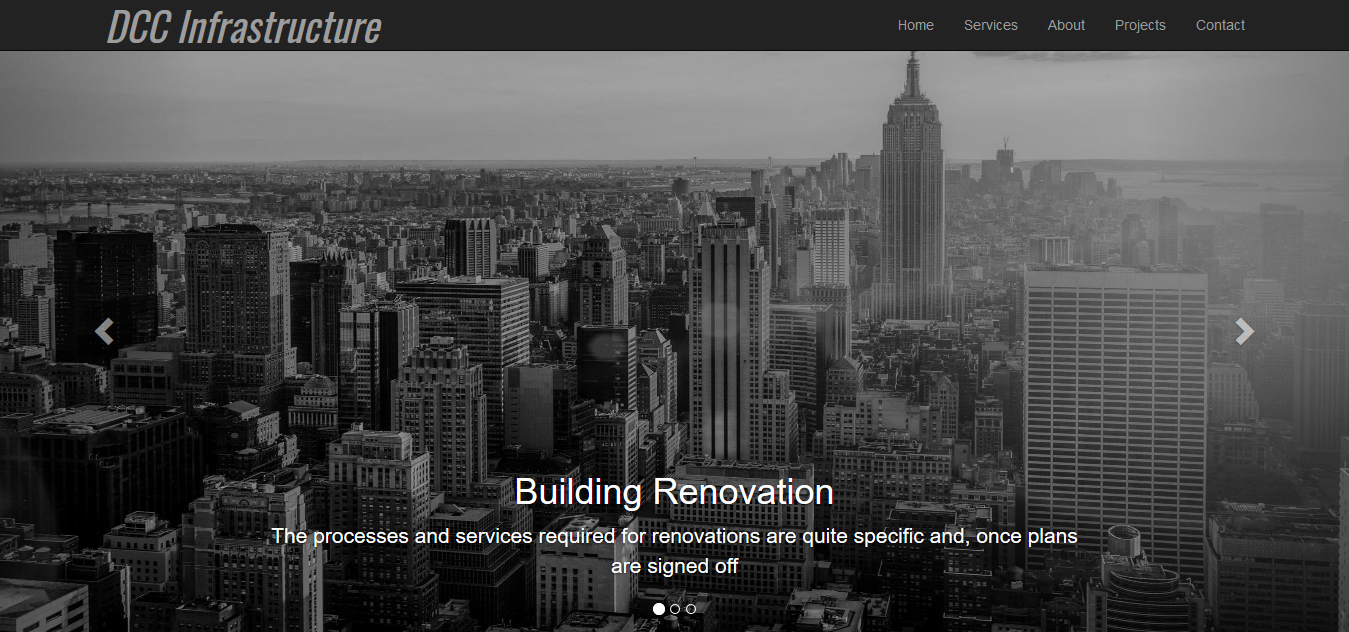 DCC Infrastructure
Home Services About Projects Contact
Building Renovation
The processes and services required for renovations are quite specific and, once plans
are signed off